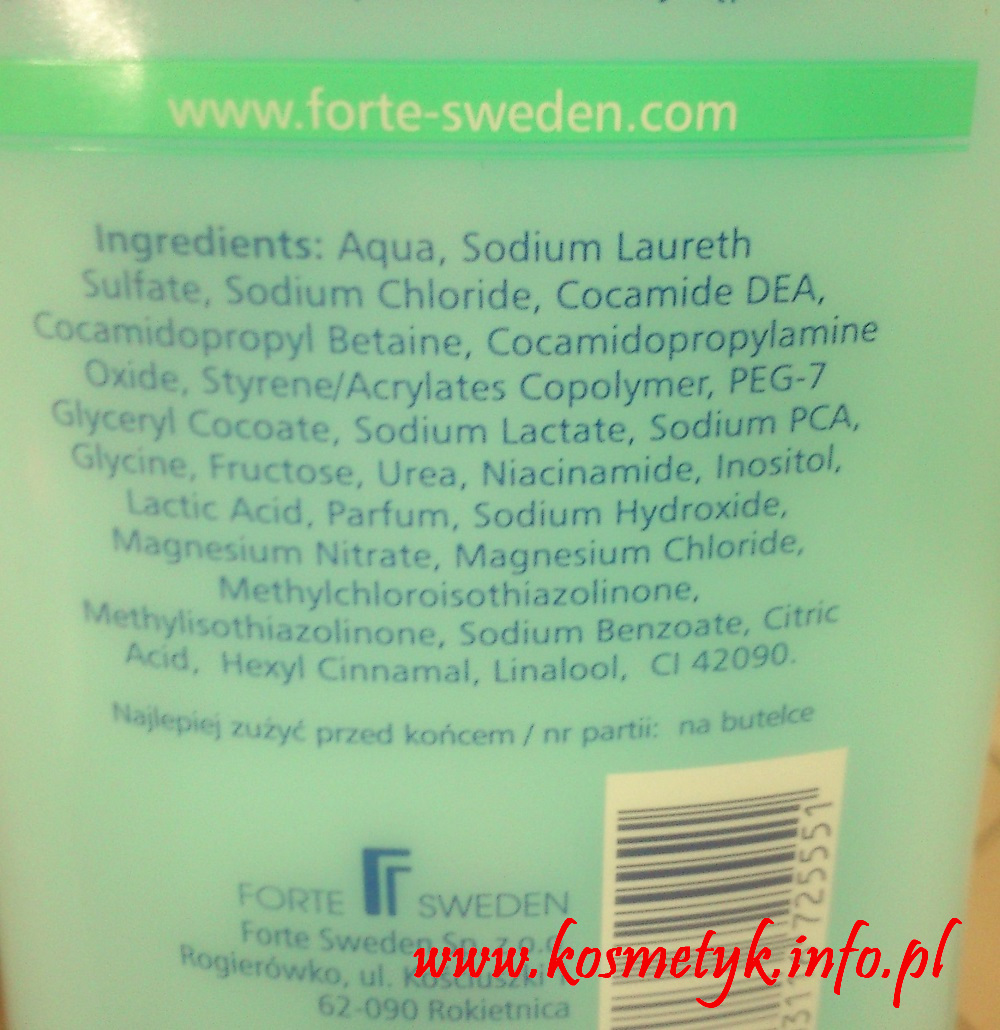 www.forte-sweden.com
Ingredients: Aqua, Sodium Laureth
Sulfate, Sodium Chloride, Cocamide DEA,
Cocamidopropyl Betaine, Cocamidopropylamine
Oxide, Styrene/Acrylates Copolymer, PEG-7
Glyceryl Cocoate, Sodium Lactate, Sodium PCA,
Glycine, Fructose, Urea, Niacinamide, Inositol,
Lactic Acid, Parfum, Sodium Hydroxide,
Magnesium Nitrate, Magnesium Chloride,
Methylchloroisothiazolinone,
Methylisothiazolinone, Sodium Benzoate, Citric
Acid, Hexyl Cinnamal, Linalool, CI 42090.
Najlepiej zużyć przed końcem / nr partii: na butelce
FORTE SWEDEN
Forte Sweden Sp. z o.o
Rogierówko, ul. Kościuszki
62-090 Rokietnica
725551
www.kosmetyk.info.pl